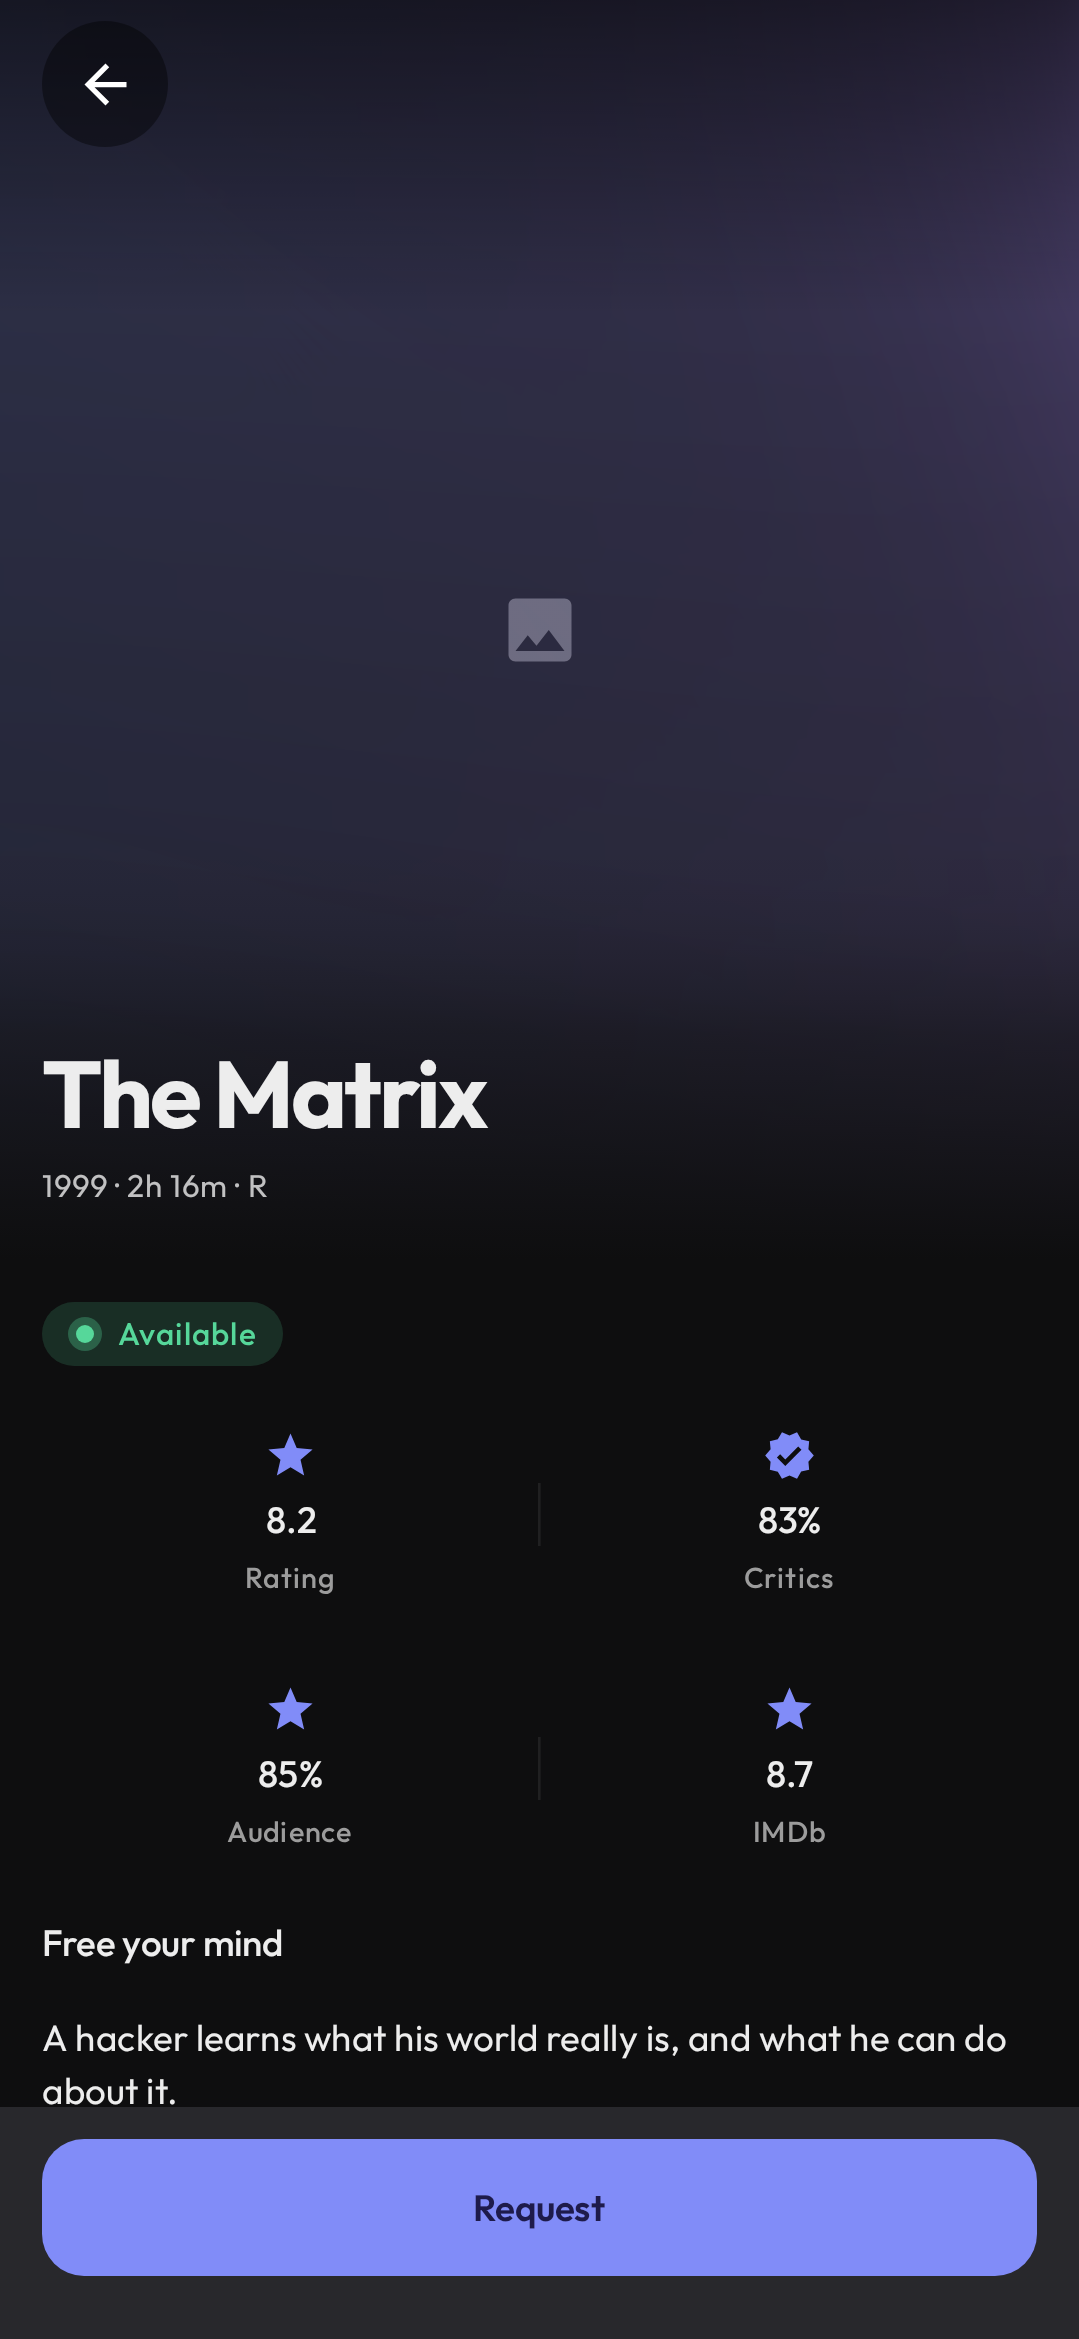 The Matrix
1999 · 2h 16m · R
Available
8.2
83%
Rating
Critics
85%
8.7
Audience
IMDb
Free your mind
A hacker learns what his world really is, and what he can do
about it.
Request